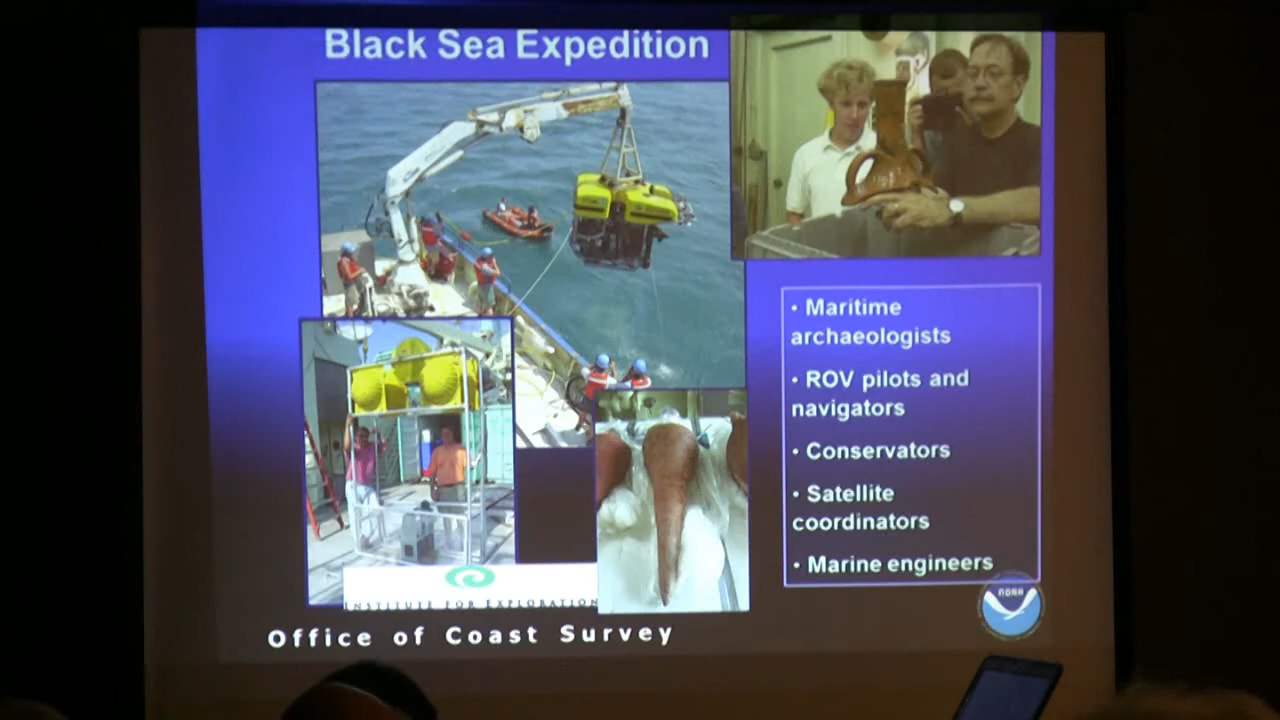 Black Sea Expedition
• Maritime
archaeologists
• ROV pilots and
navigators
• Conservators
• Satellite
coordinators
• Marine engineers
INSTITUTE FOR EXPLORATION
NOAA
Office of Coast Survey